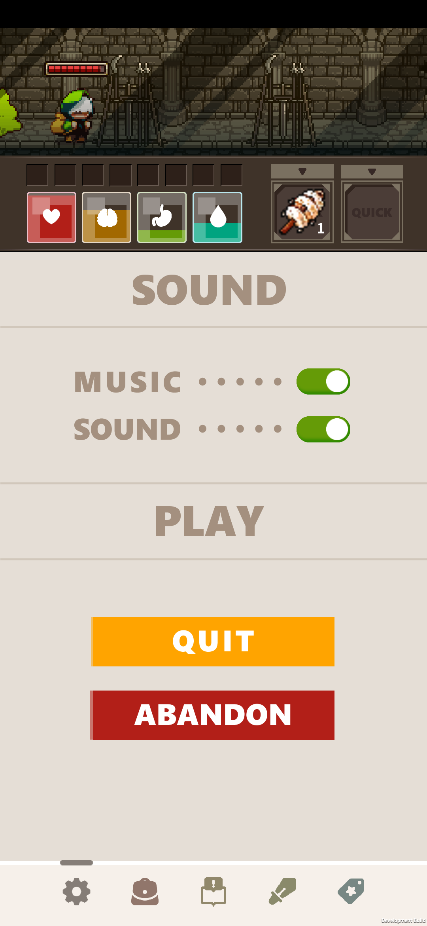 1
QUICK
SOUND
MUSIC
SOUND
PLAY
QUIT
ABANDON
Development Build